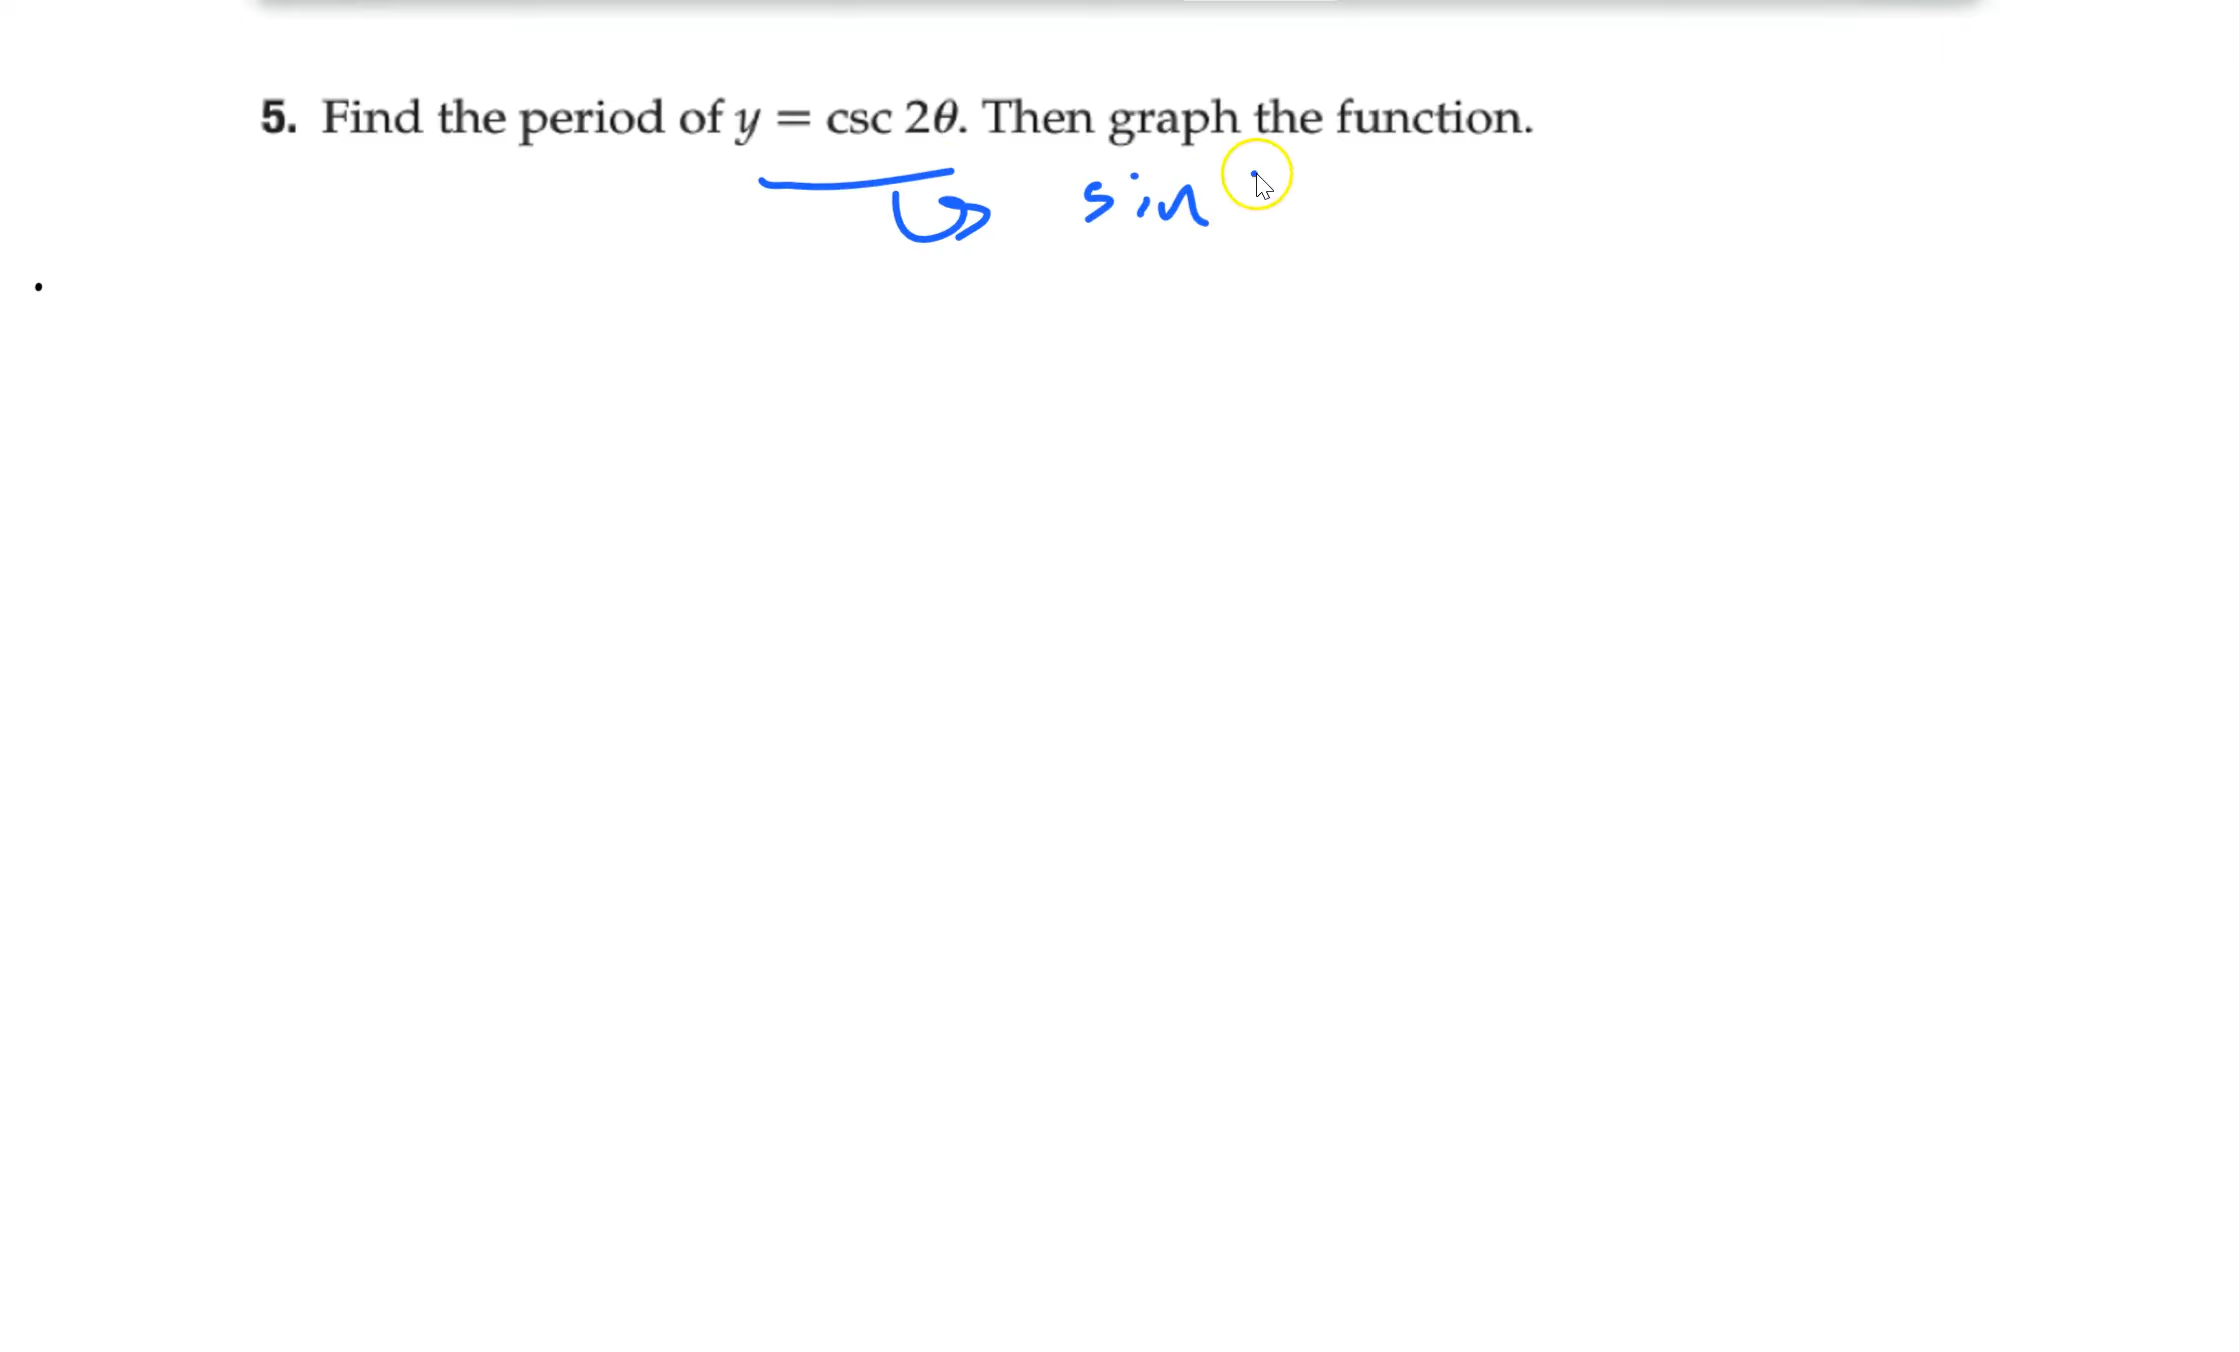 5. Find the period of y = csc 2θ. Then graph the function.
sin